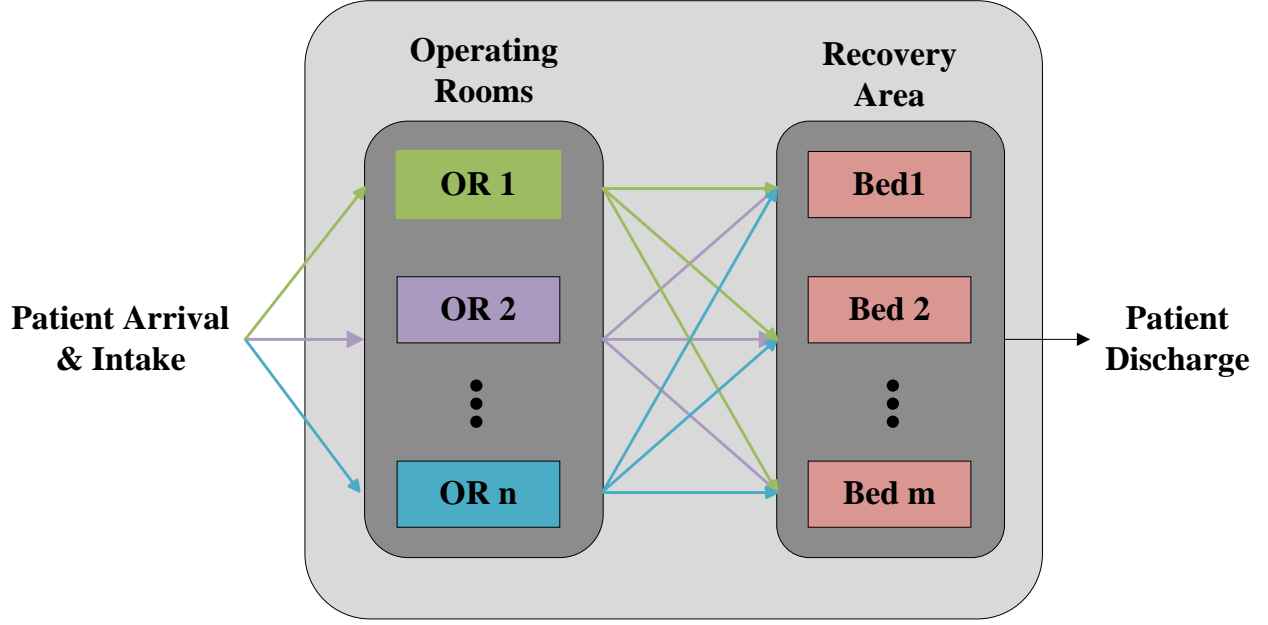 Operating
Rooms
Recovery
Area
OR 1
Bed1
Patient Arrival
& Intake
OR 2
Bed 2
Patient
Discharge
OR n
Bed m